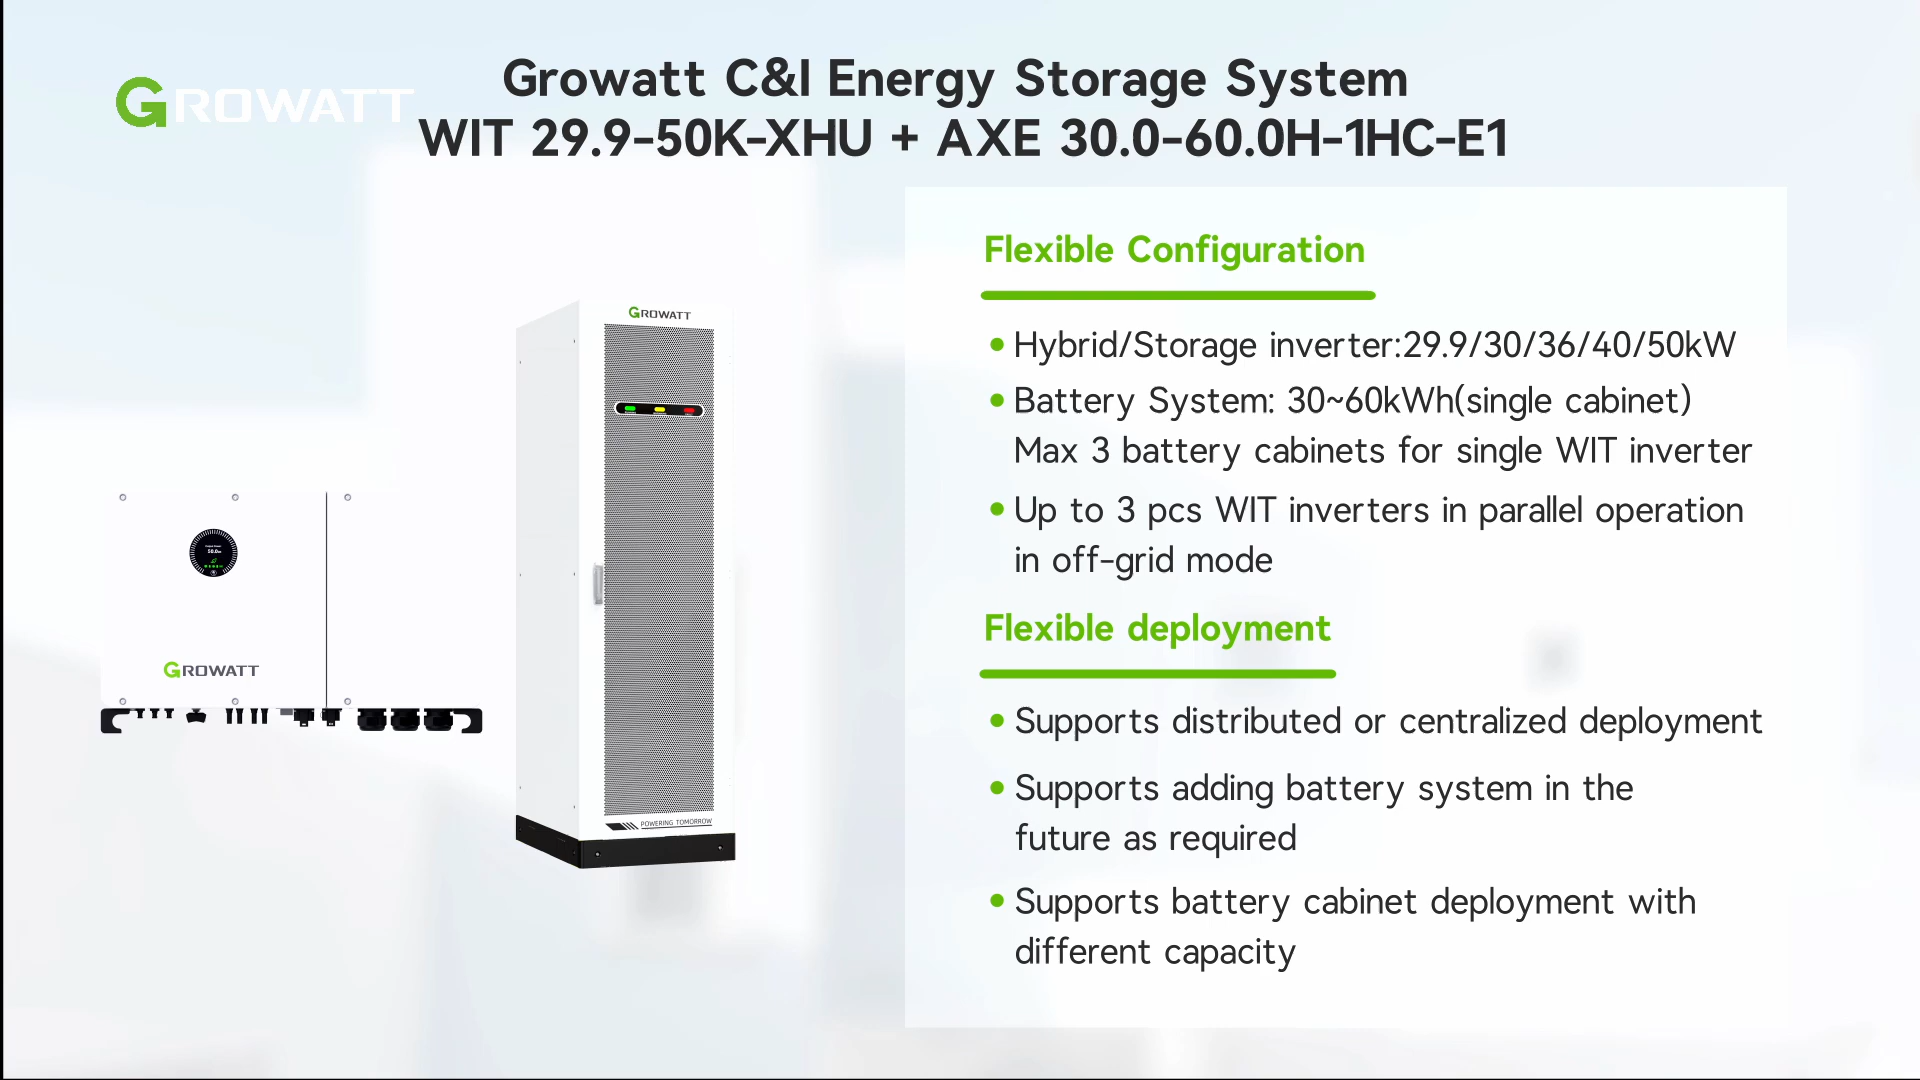 GROWATT
Growatt C&I Energy Storage System
WIT 29.9-50K-XHU + AXE 30.0-60.0H-1HC-E1
Flexible Configuration
Hybrid/Storage inverter:29.9/30/36/40/50kW
Battery System: 30~60kWh(single cabinet)
Max 3 battery cabinets for single WIT inverter
Up to 3 pcs WIT inverters in parallel operation
in off-grid mode
Flexible deployment
Supports distributed or centralized deployment
Supports adding battery system in the
future as required
Supports battery cabinet deployment with
different capacity
GROWATT
POWERING TOMORROW
GROWATT